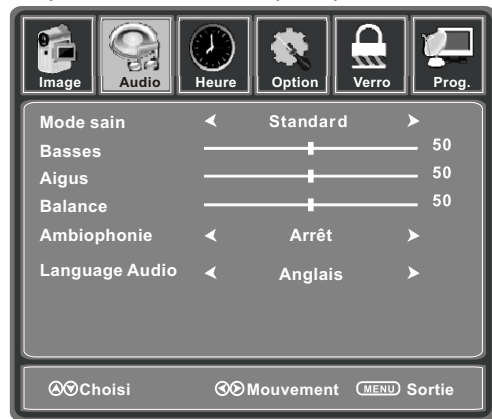 Image Audio Heure Option Verro Prog.
Mode sain Standard
Basses 50
Aigus 50
Balance 50
Ambiophonie Arrêt
Language Audio Anglais
Choisi Mouvement MENU Sortie